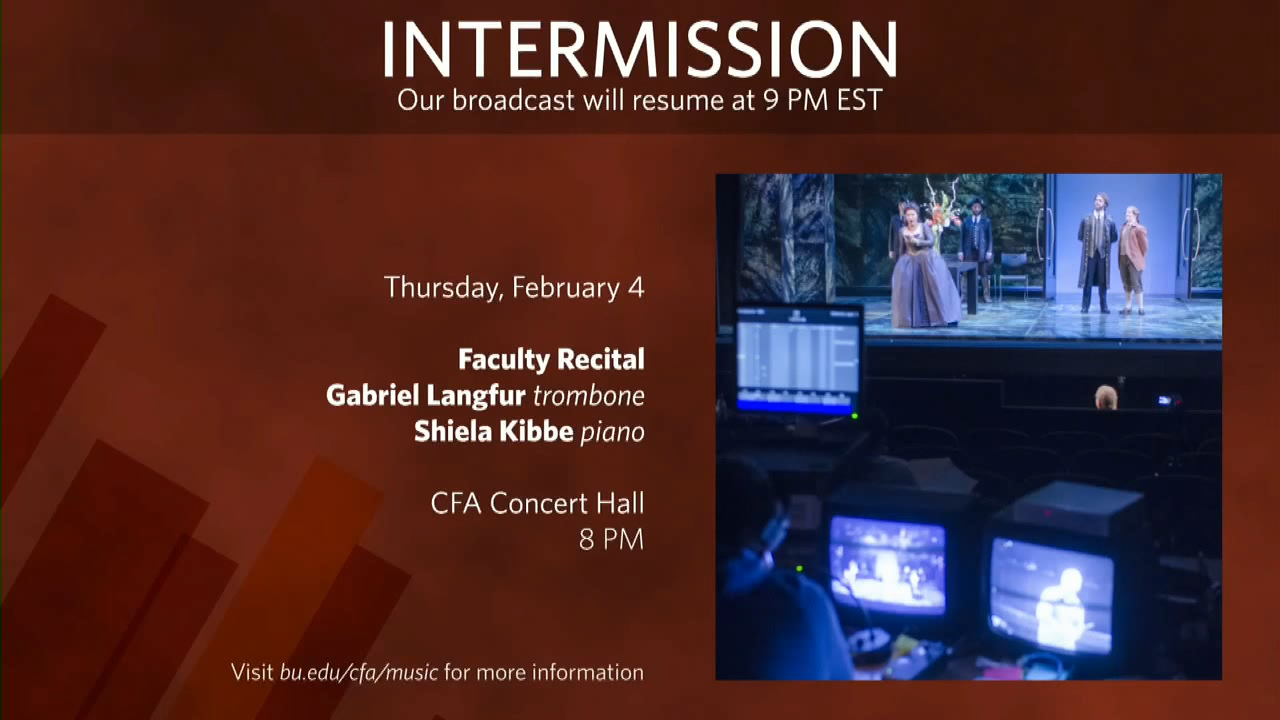 INTERMISSION
Our broadcast will resume at 9 PM EST
Thursday, February 4
Faculty Recital
Gabriel Langfur trombone
Shiela Kibbe piano
CFA Concert Hall
8 PM
Visit bu.edu/cfa/music for more information